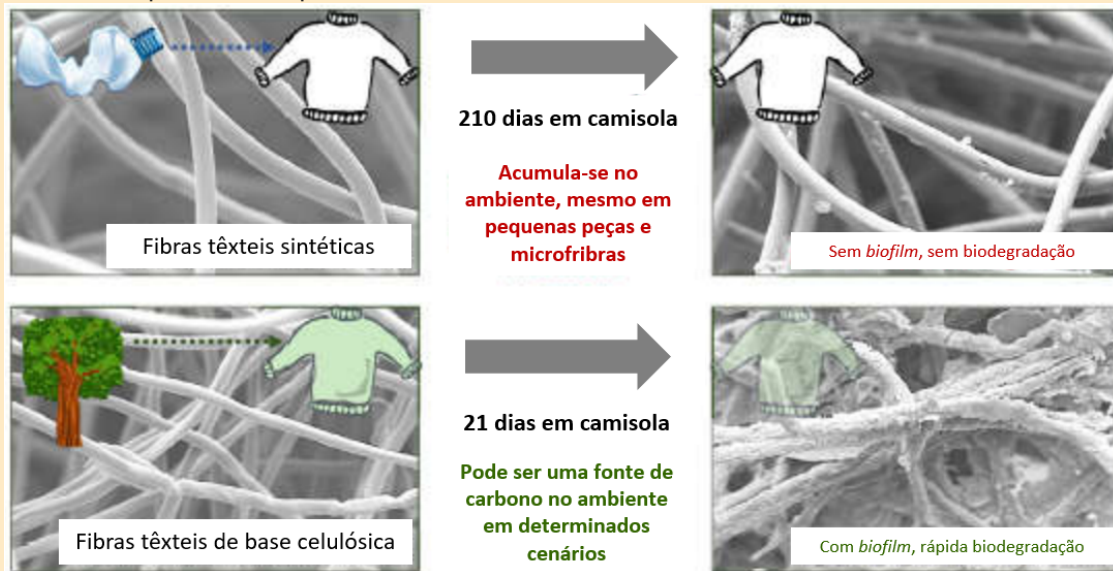 210 dias em camisola
Acumula-se no
ambiente, mesmo em
pequenas peças e
microfribras
Fibras têxteis sintéticas
Sem biofilm, sem biodegradação
21 dias em camisola
Pode ser uma fonte de
carbono no ambiente
em determinados
cenários
Fibras têxteis de base celulósica
Com biofilm, rápida biodegradação